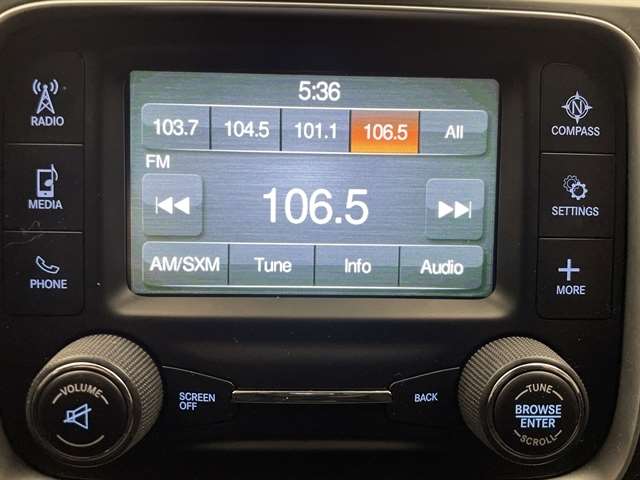 5:36
103.7 104.5 101.1 106.5 All
FM
106.5
AM/SXM Tune Info Audio
RADIO
MEDIA
PHONE
COMPASS
SETTINGS
MORE
VOLUME
SCREEN
OFF
BACK
TUNE
BROWSE
ENTER
SCROLL